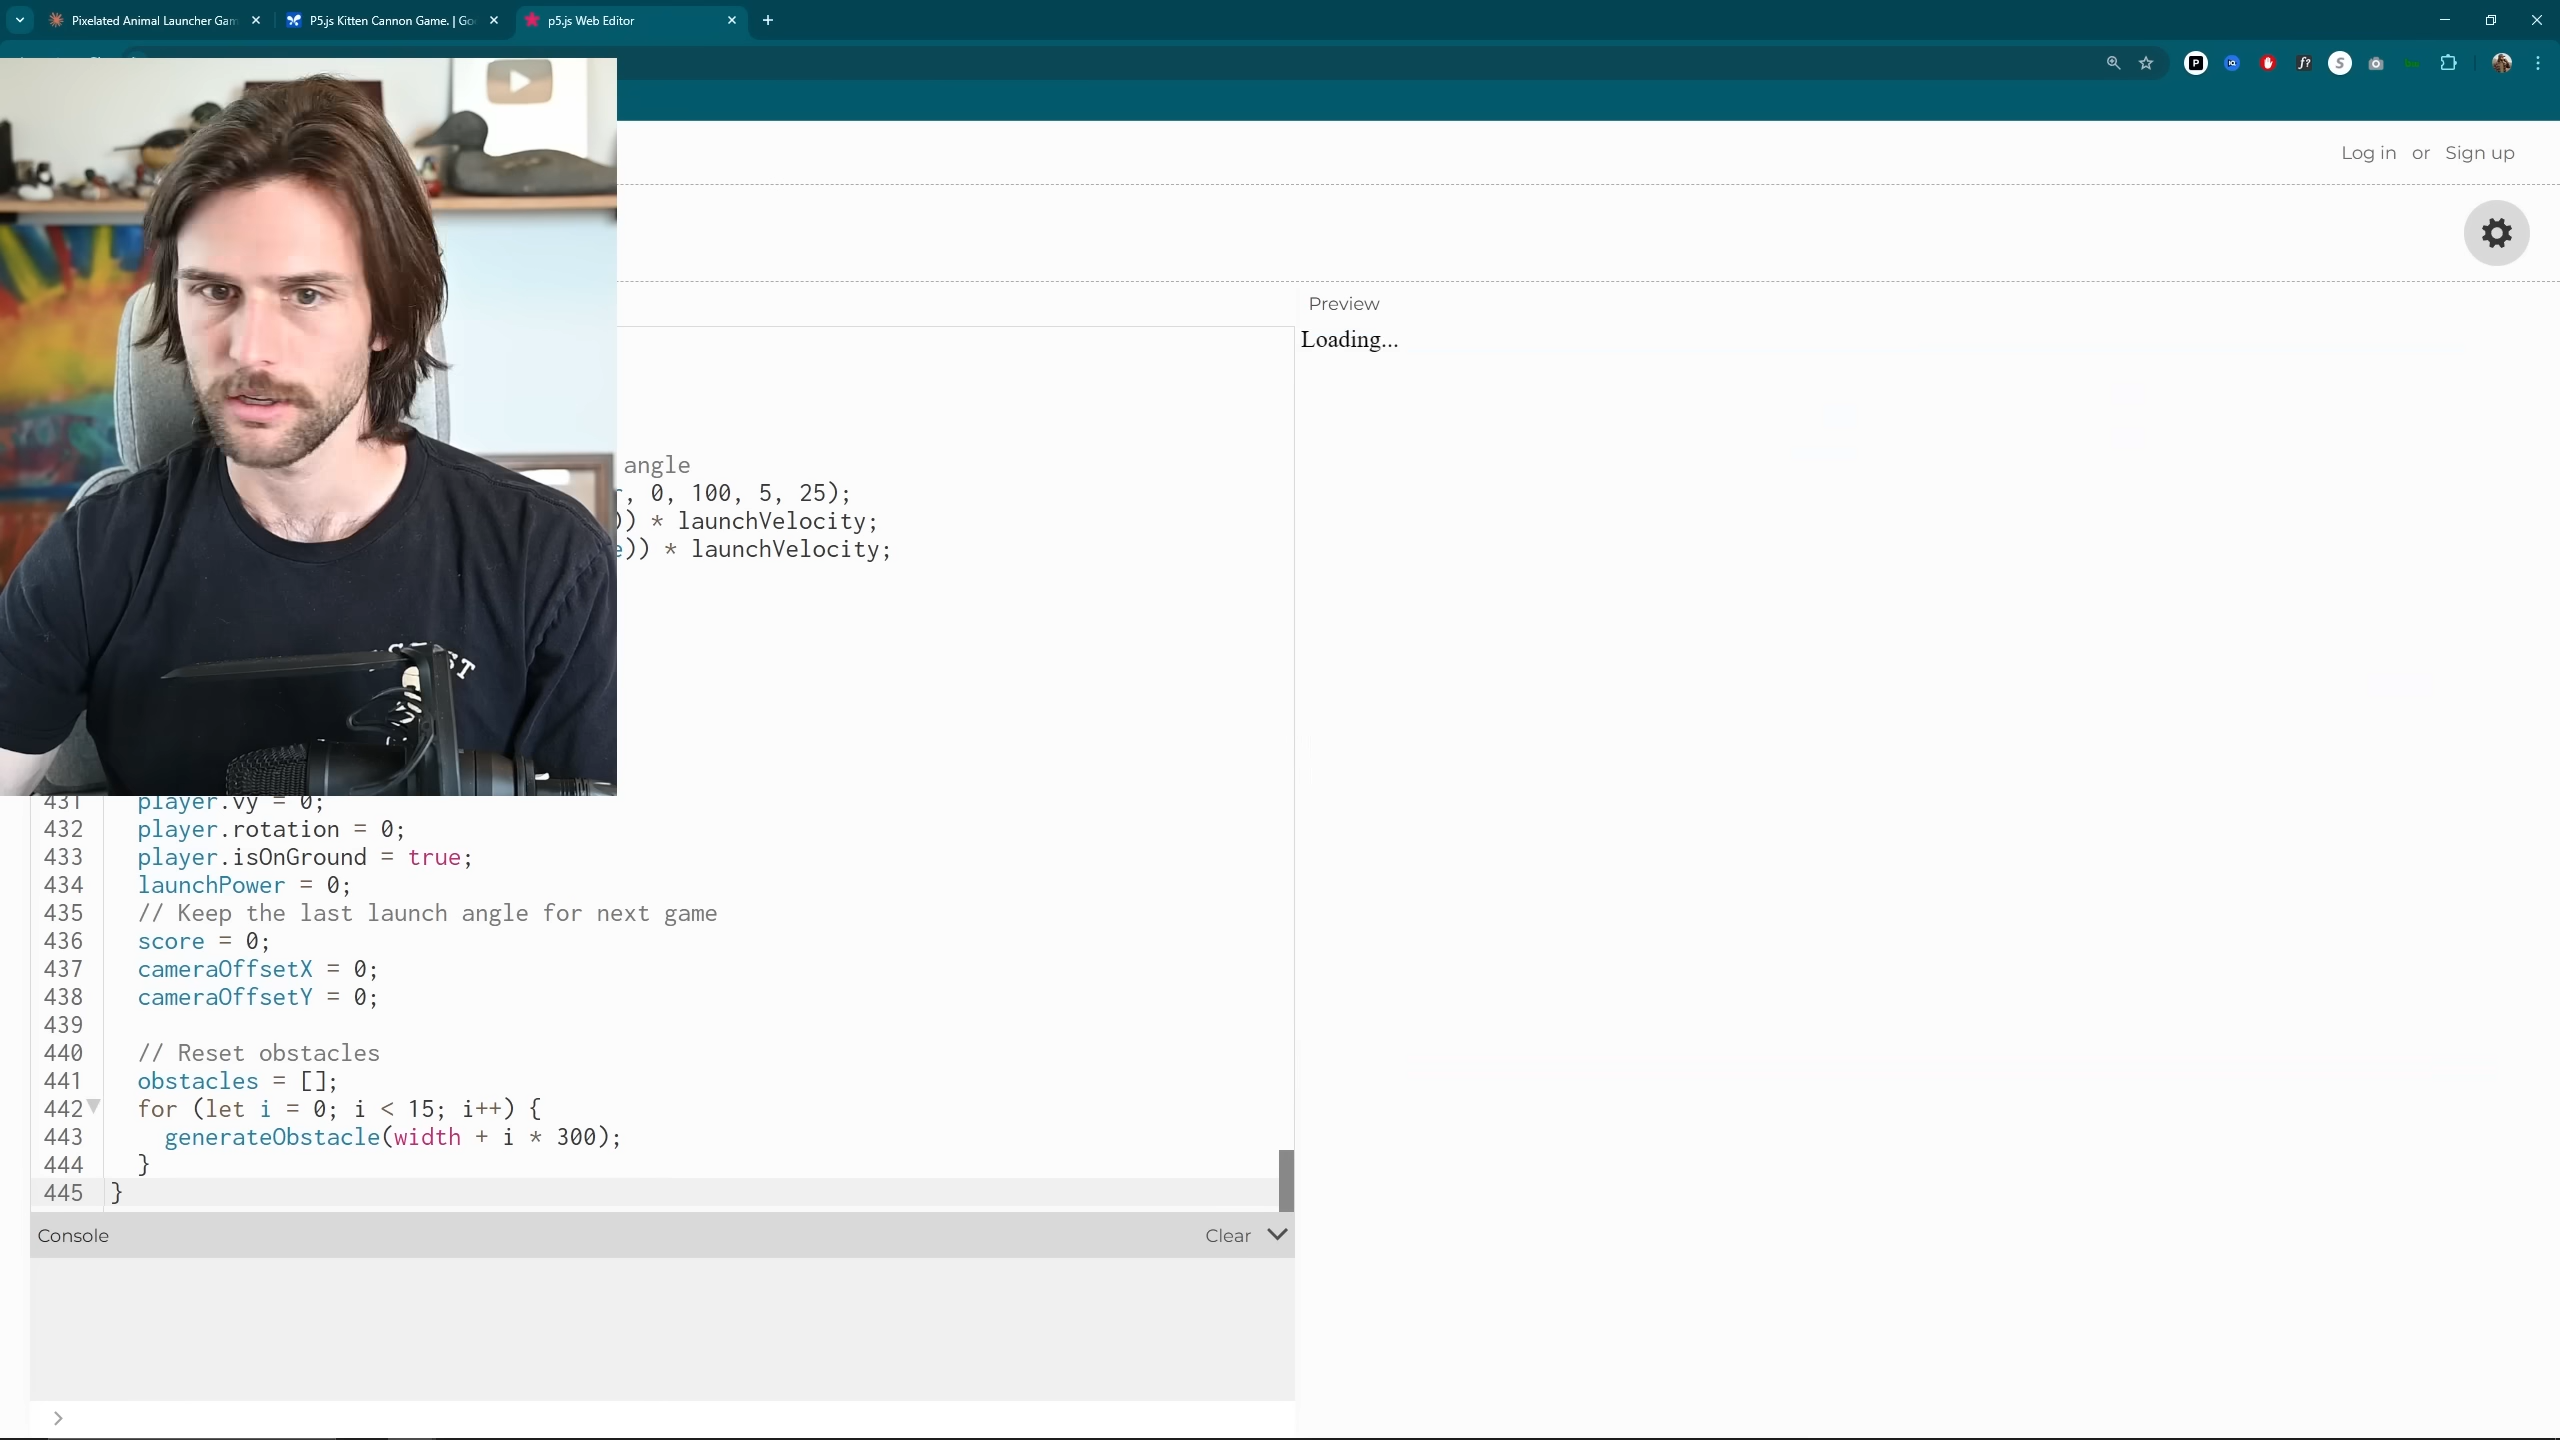 Pixelated Animal Launcher Gam
P5.js Kitten Cannon Game. | Go
p5.js Web Editor
Log in or Sign up
Preview
Loading...
angle
, 0, 100, 5, 25);
)) * launchVelocity;
)) * launchVelocity;
431 player.vy = 0;
432 player.rotation = 0;
433 player.isOnGround = true;
434 launchPower = 0;
435 // Keep the last launch angle for next game
436 score = 0;
437 cameraOffsetX = 0;
438 cameraOffsetY = 0;
439
440 // Reset obstacles
441 obstacles = [];
442 for (let i = 0; i < 15; i++) {
443 generateObstacle(width + i * 300);
444 }
445 }
Console
Clear
>